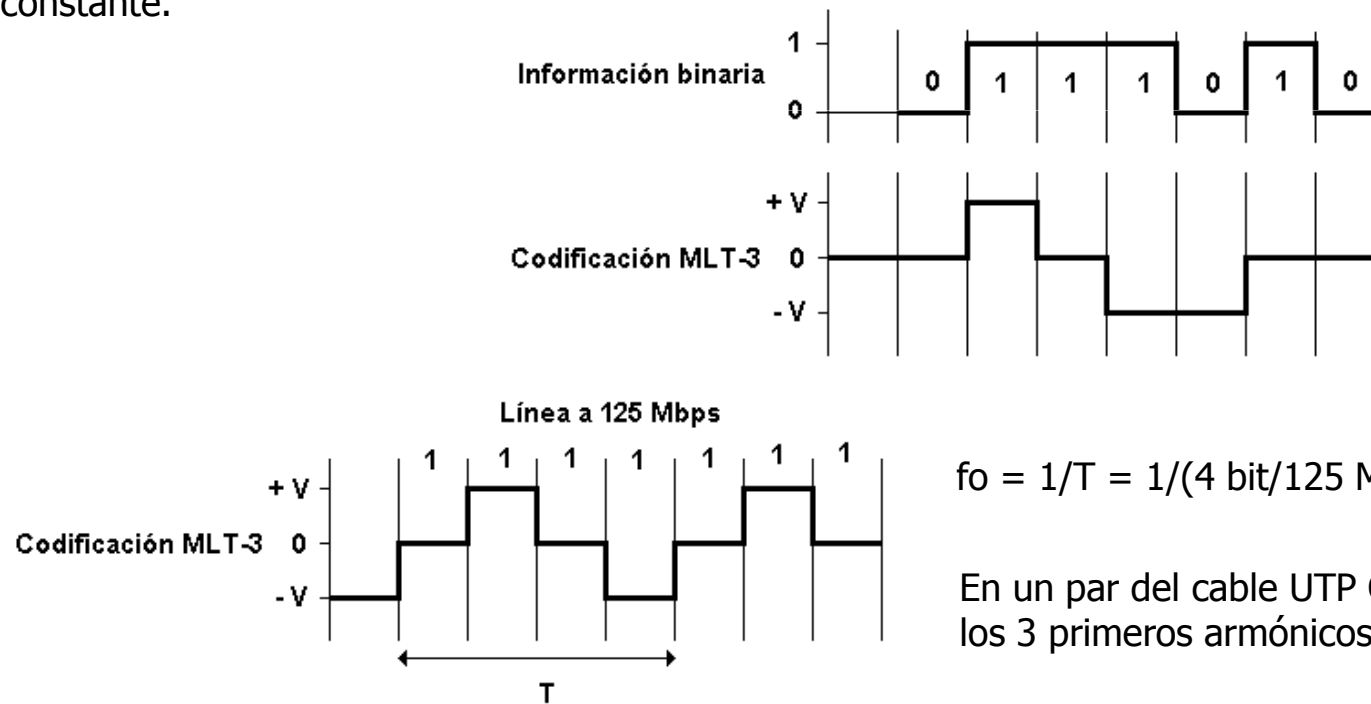 constante.
1
Información binaria
0 1 1 1 0 1 0
0
+ V
Codificación MLT-3 0
- V
Línea a 125 Mbps
1 1 1 1 1 1 1
+ V
Codificación MLT-3 0
- V
T
fo = 1/T = 1/(4 bit/125
En un par del cable UTP
los 3 primeros armónicos